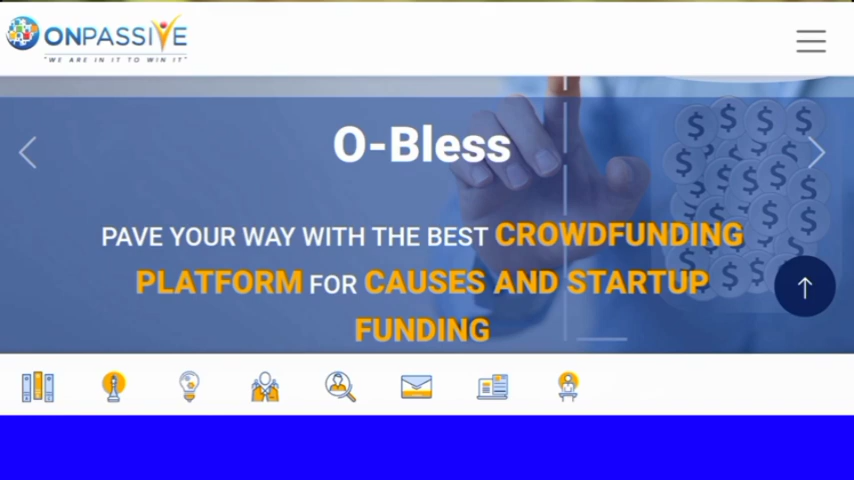 ONPASSIVE
"WE ARE IN IT TO WIN IT"
O-Bless
PAVE YOUR WAY WITH THE BEST CROWDFUNDING
PLATFORM FOR CAUSES AND STARTUP
FUNDING